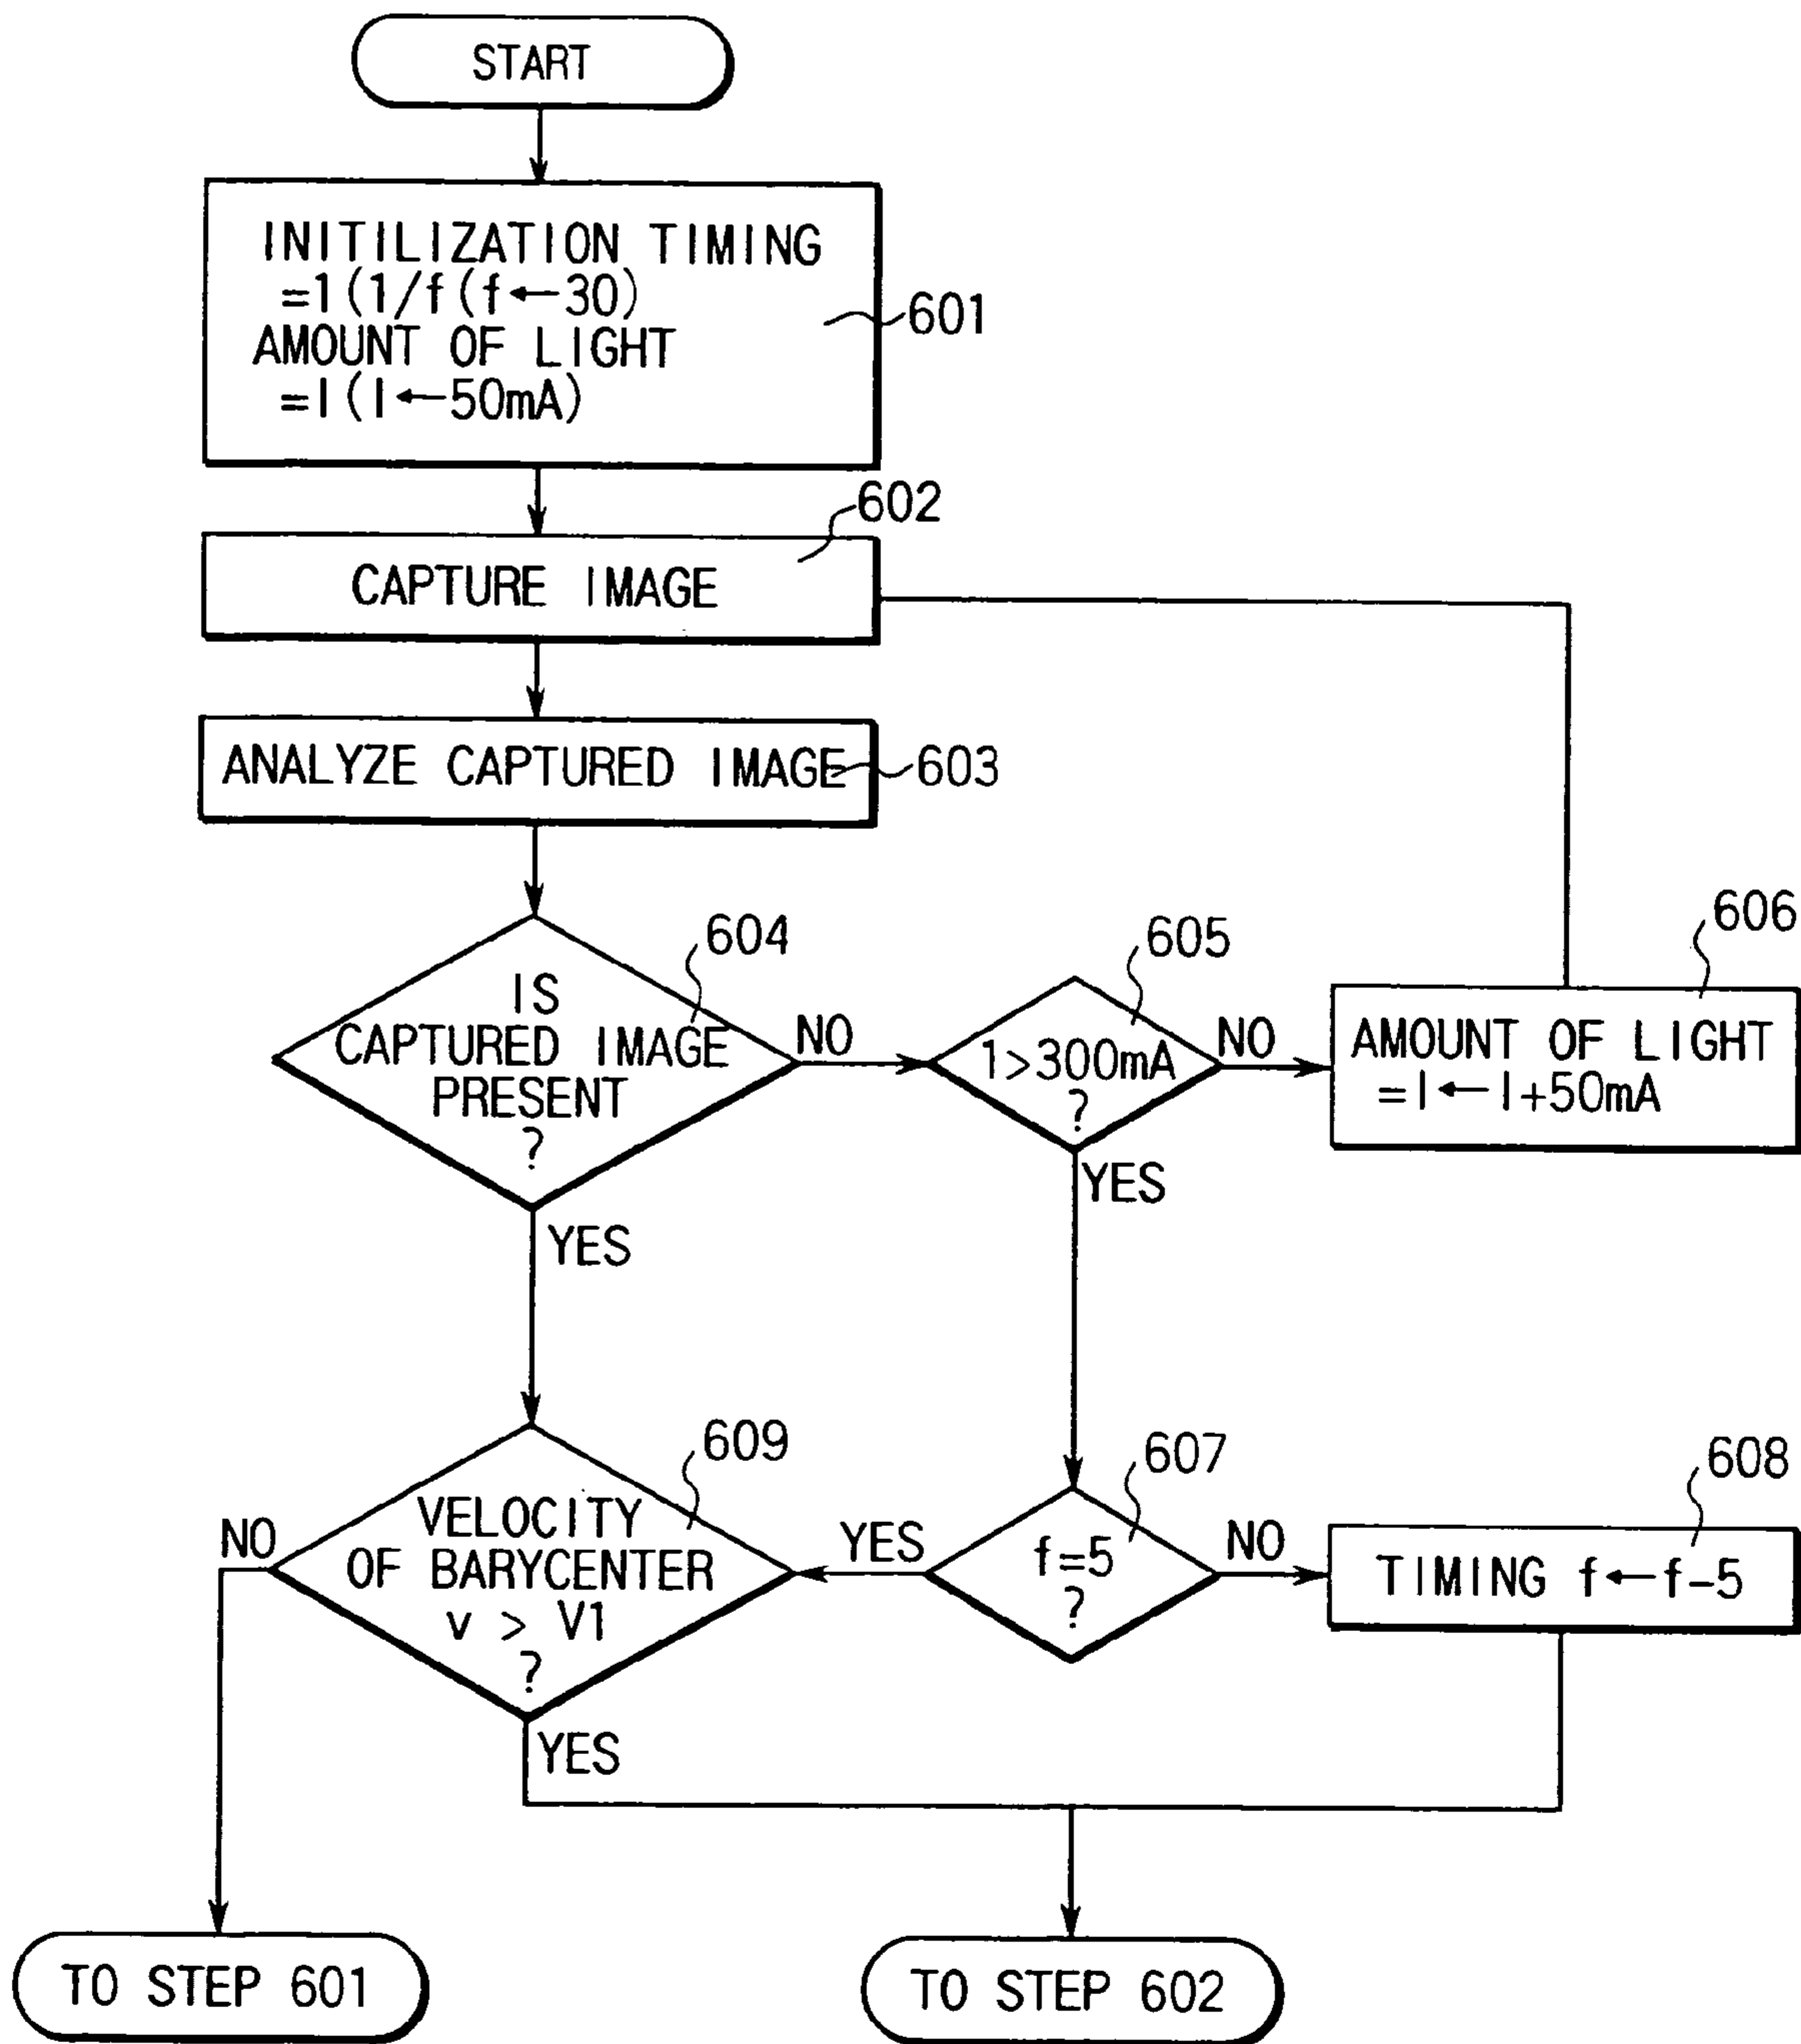 START
INITILIZATION TIMING
=1(1/f(f←30)
AMOUNT OF LIGHT
=I(I←50mA)
601
602
CAPTURE IMAGE
ANALYZE CAPTURED IMAGE
603
604
IS
CAPTURED IMAGE
PRESENT
?
NO
YES
605
1>300mA
?
NO
YES
606
AMOUNT OF LIGHT
=I←I+50mA
609
VELOCITY
OF BARYCENTER
v > V1
?
NO
YES
607
f=5
?
YES
NO
608
TIMING f←f-5
TO STEP 601
TO STEP 602